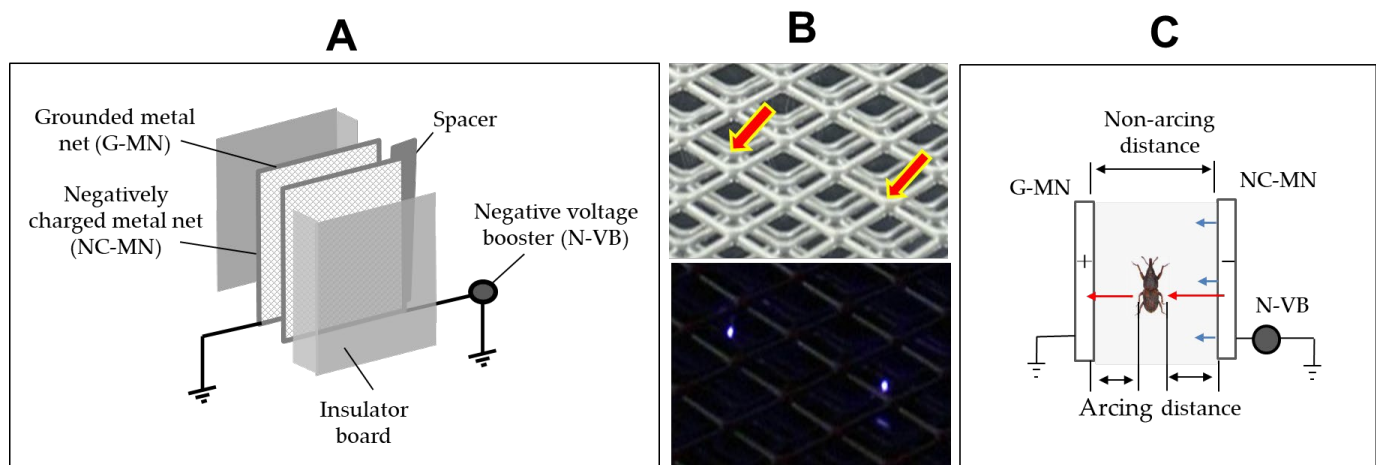 A
B
C
Grounded metal
net (G-MN)
Spacer
Negatively
charged metal net
(NC-MN)
Negative voltage
booster (N-VB)
Insulator
board
Non-arcing
distance
G-MN
NC-MN
+
−
N-VB
Arcing distance